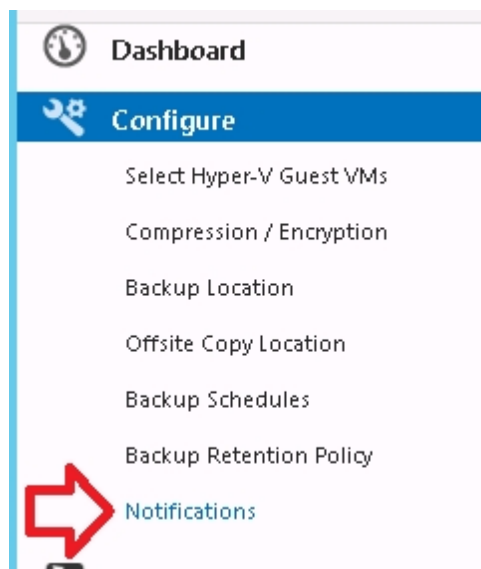 Dashboard
Configure
Select Hyper-V Guest VMs
Compression / Encryption
Backup Location
Offsite Copy Location
Backup Schedules
Backup Retention Policy
Notifications